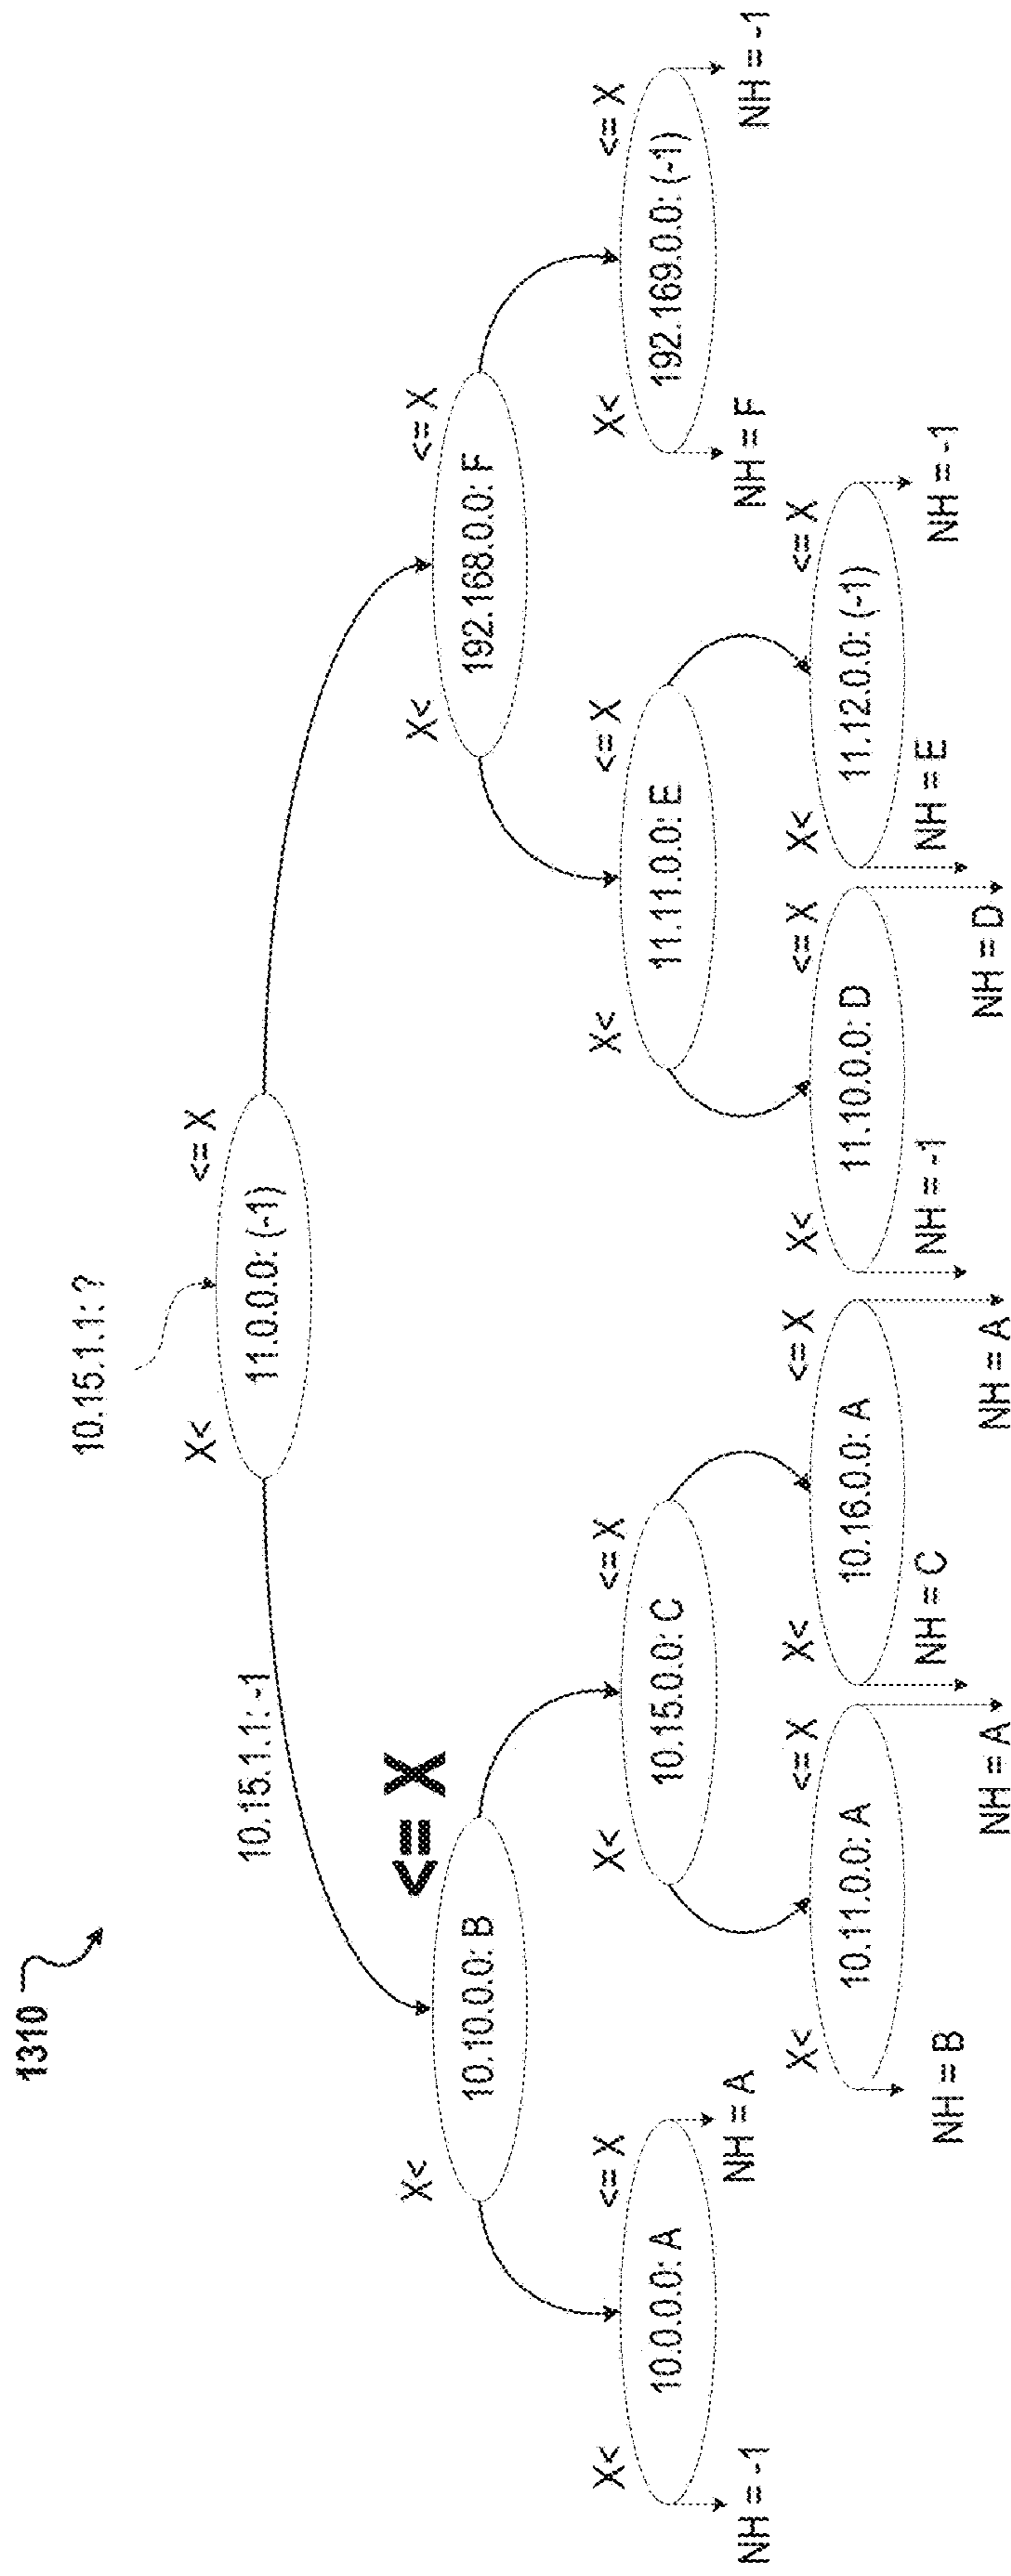 1310
10.15.1.1: ?
X<
<= X
11.0.0.0: (-1)
10.15.1.1: -1
X<
<= X
10.10.0.0: B
X<
<= X
192.168.0.0: F
X<
<= X
10.0.0.0: A
NH = -1
NH = A
X<
<= X
10.15.0.0: C
X<
<= X
11.11.0.0: E
X<
<= X
192.169.0.0: (-1)
NH = F
NH = -1
X<
<= X
10.11.0.0: A
NH = B
NH = A
X<
<= X
10.16.0.0: A
NH = C
NH = A
X<
<= X
11.10.0.0: D
NH = -1
NH = D
X<
<= X
11.12.0.0: (-1)
NH = E
NH = -1